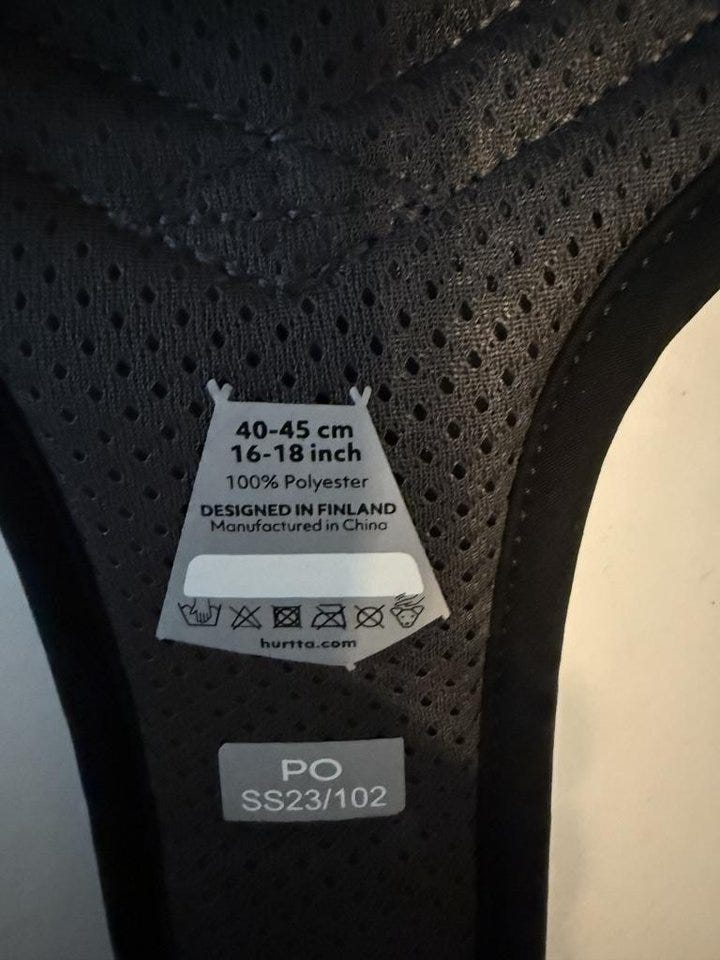 40-45 cm
16-18 inch
100% Polyester
DESIGNED IN FINLAND
Manufactured in China
hurtta.com
PO
SS23/102